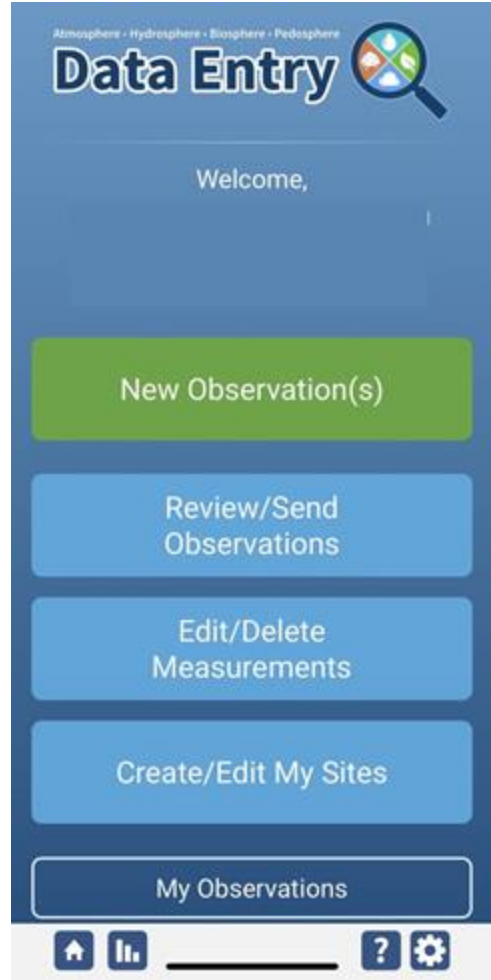 Atmosphere • Hydrosphere • Biosphere • Pedosphere
Data Entry
Welcome,
New Observation(s)
Review/Send
Observations
Edit/Delete
Measurements
Create/Edit My Sites
My Observations
?